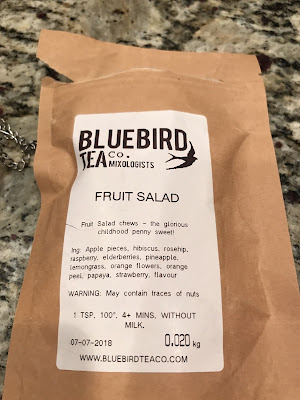 BLUEBIRD
TEA CO.
MIXOLOGISTS
FRUIT SALAD
Fruit Salad chews – the glorious
childhood penny sweet!
Ing: Apple pieces, hibiscus, rosehip,
raspberry, elderberries, pineapple,
lemongrass, orange flowers, orange
peel, papaya, strawberry, flavour
WARNING: May contain traces of nuts
1 TSP, 100°, 4+ MINS, WITHOUT
MILK.
07-07-2018 0.020 kg
WWW.BLUEBIRDTEACO.COM